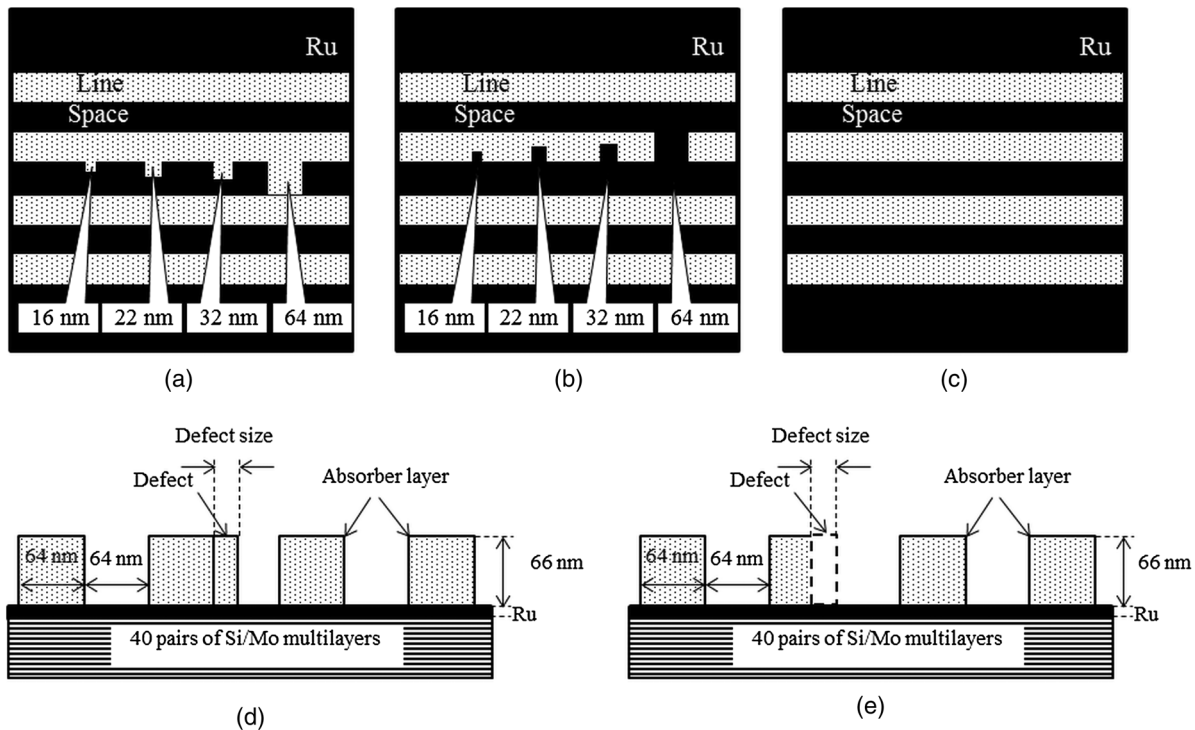 Ru
Line
Space
16 nm 22 nm 32 nm 64 nm
(a)
Ru
Line
Space
16 nm 22 nm 32 nm 64 nm
(b)
Ru
Line
Space
(c)
Defect size
Defect
Absorber layer
64 nm 64 nm
66 nm
Ru
40 pairs of Si/Mo multilayers
(d)
Defect size
Defect
Absorber layer
64 nm 64 nm
66 nm
Ru
40 pairs of Si/Mo multilayers
(e)